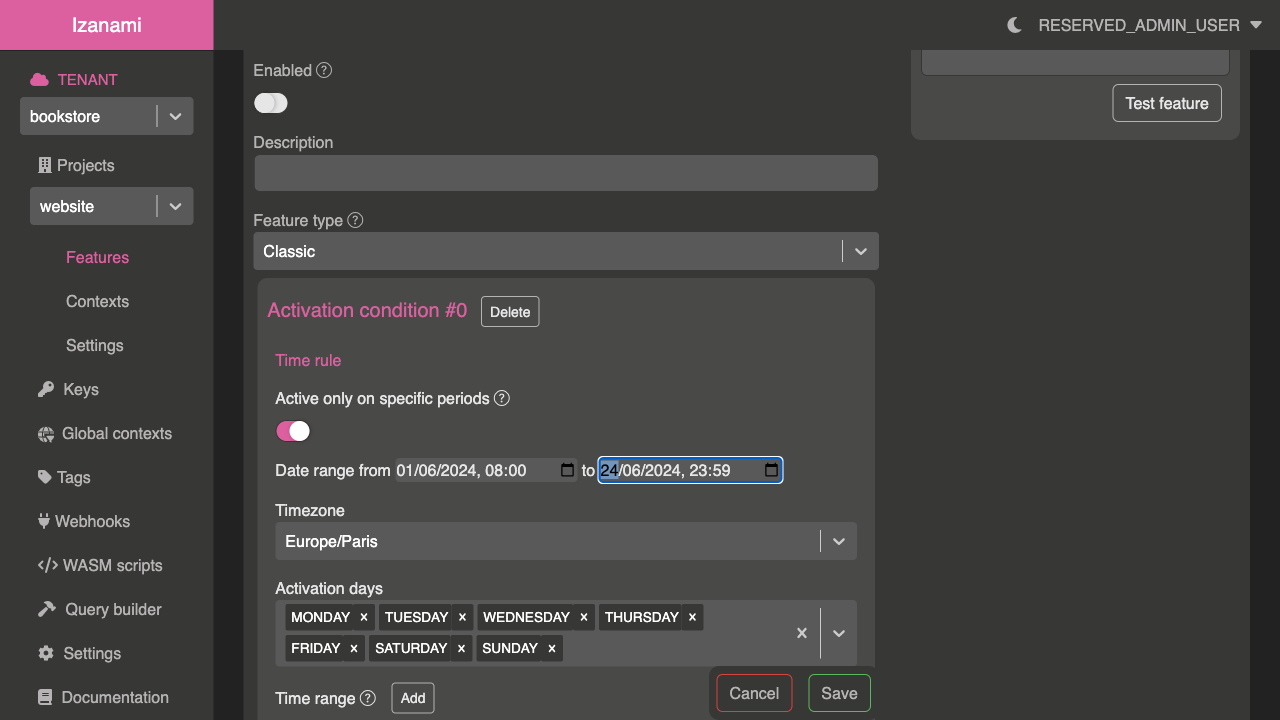 Izanami
RESERVED_ADMIN_USER
TENANT
bookstore
Projects
website
Features
Contexts
Settings
Keys
Global contexts
Tags
Webhooks
WASM scripts
Query builder
Settings
Documentation
Enabled
Description
Feature type
Classic
Activation condition #0 Delete
Time rule
Active only on specific periods
Date range from 01/06/2024, 08:00 to 24/06/2024, 23:59
Timezone
Europe/Paris
Activation days
MONDAY × TUESDAY × WEDNESDAY × THURSDAY ×
FRIDAY × SATURDAY × SUNDAY ×
Time range Add
Cancel Save
Test feature